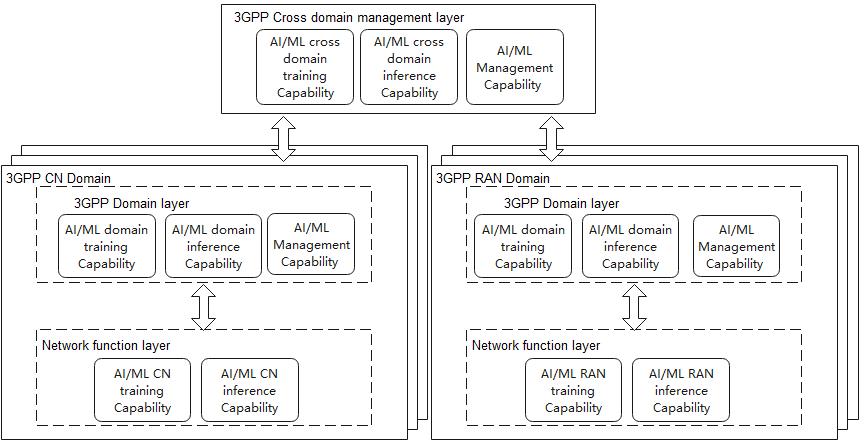 3GPP Cross domain management layer
AI/ML cross
domain
training
Capability
AI/ML cross
domain
inference
Capability
AI/ML
Management
Capability
3GPP CN Domain
3GPP Domain layer
AI/ML domain
training
Capability
AI/ML domain
inference
Capability
AI/ML
Management
Capability
Network function layer
AI/ML CN
training
Capability
AI/ML CN
inference
Capability
3GPP RAN Domain
3GPP Domain layer
AI/ML domain
training
Capability
AI/ML domain
inference
Capability
AI/ML
Management
Capability
Network function layer
AI/ML RAN
training
Capability
AI/ML RAN
inference
Capability